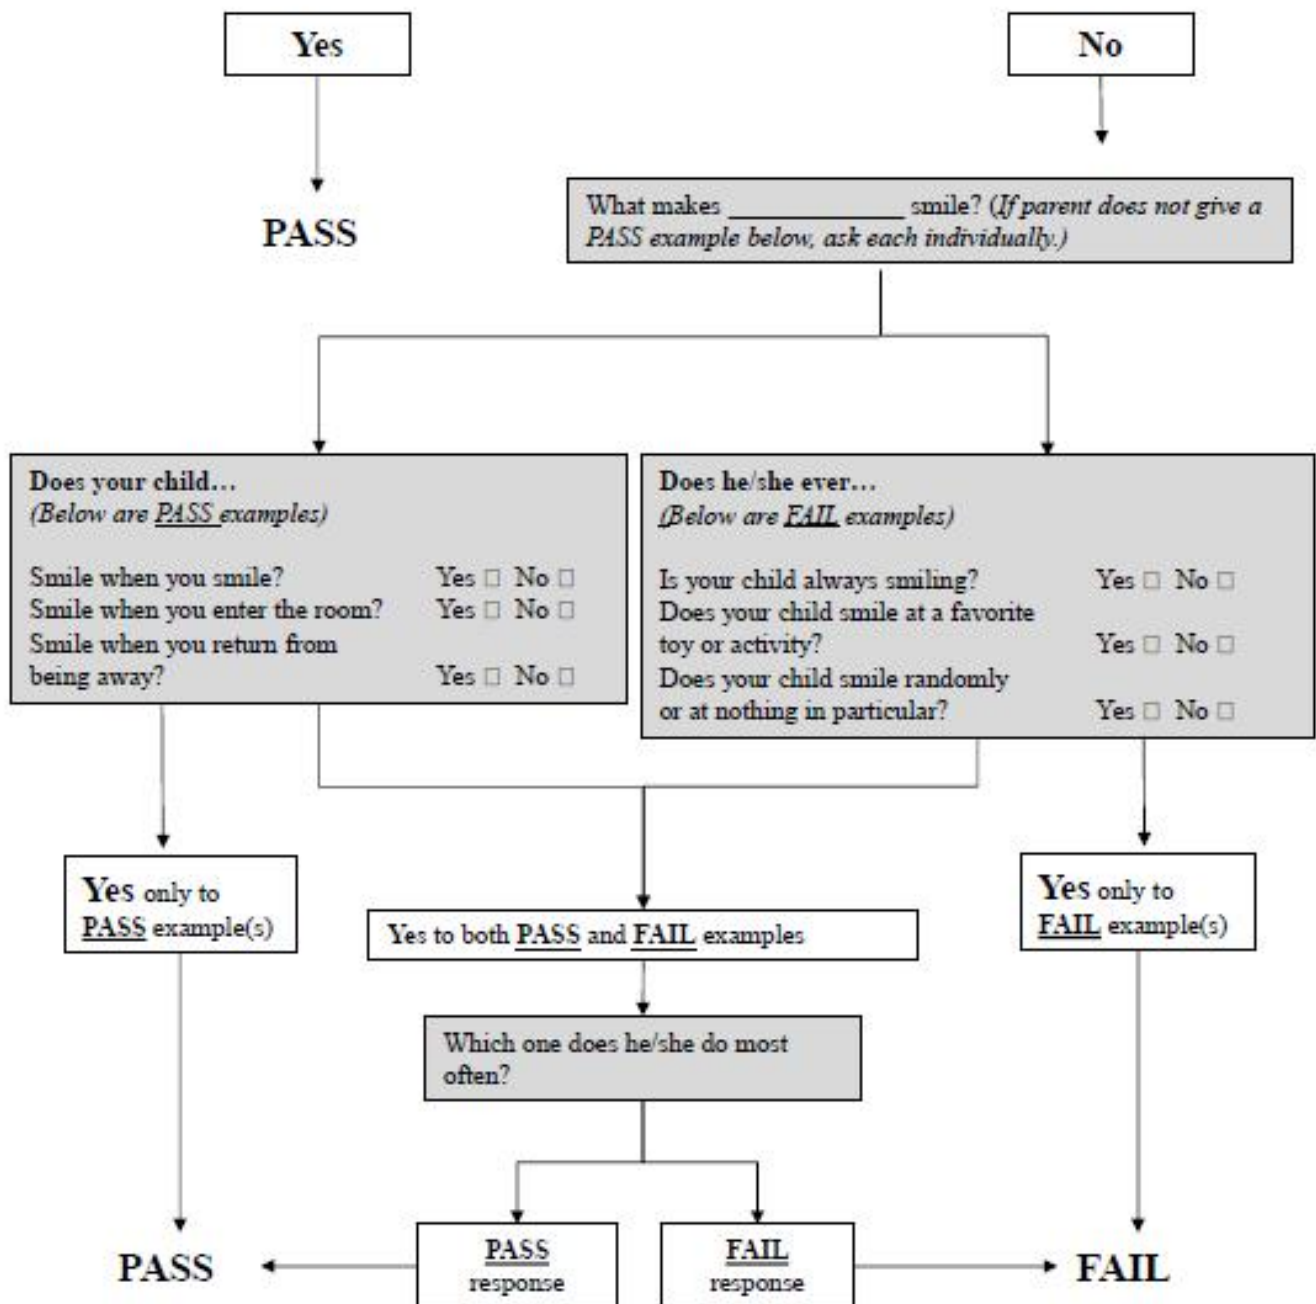 Yes
No
PASS
What makes _____________ smile? (If parent does not give a
PASS example below, ask each individually.)
Does your child…
(Below are PASS examples)
Smile when you smile? Yes □ No □
Smile when you enter the room? Yes □ No □
Smile when you return from
being away? Yes □ No □
Does he/she ever…
(Below are FAIL examples)
Is your child always smiling? Yes □ No □
Does your child smile at a favorite
toy or activity? Yes □ No □
Does your child smile randomly
or at nothing in particular? Yes □ No □
Yes only to
PASS example(s)
Yes to both PASS and FAIL examples
Yes only to
FAIL example(s)
Which one does he/she do most
often?
PASS
PASS
response
FAIL
response
FAIL